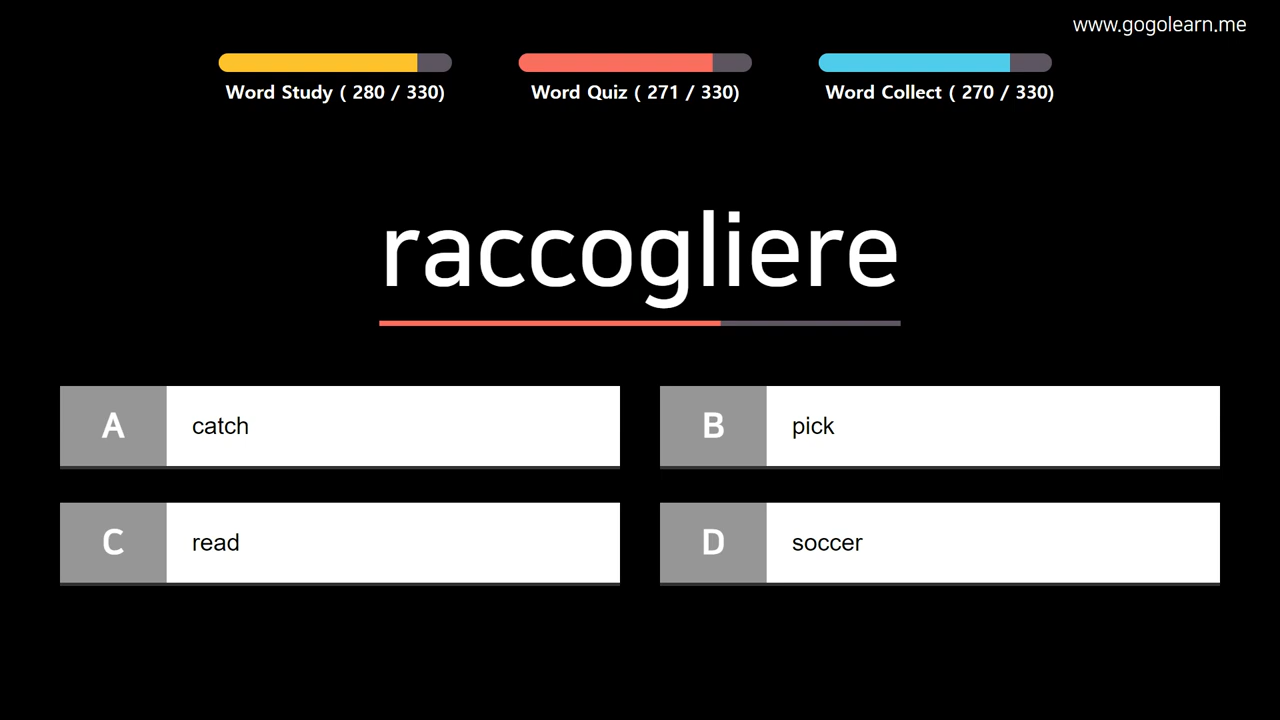 www.gogolearn.me
Word Study ( 280 / 330)
Word Quiz ( 271 / 330)
Word Collect ( 270 / 330)
raccogliere
A catch
B pick
C read
D soccer